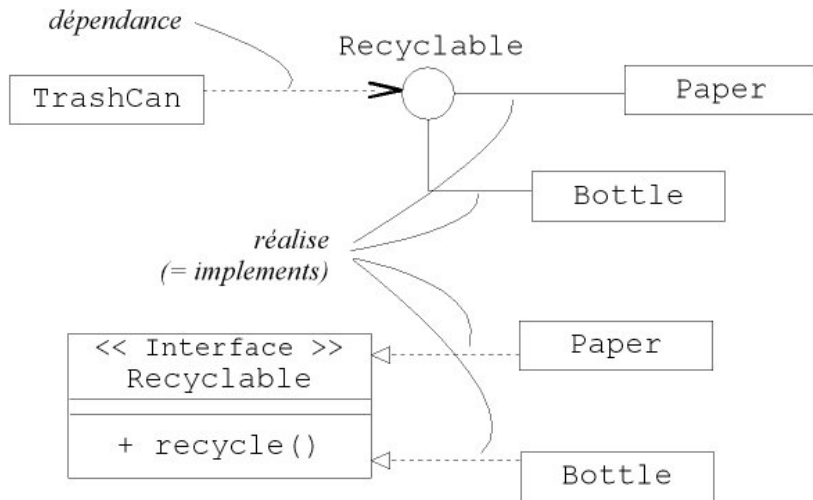 dépendance
Recyclable
TrashCan
Paper
Bottle
réalise
(= implements)
<< Interface >>
Recyclable
+ recycle()
Paper
Bottle